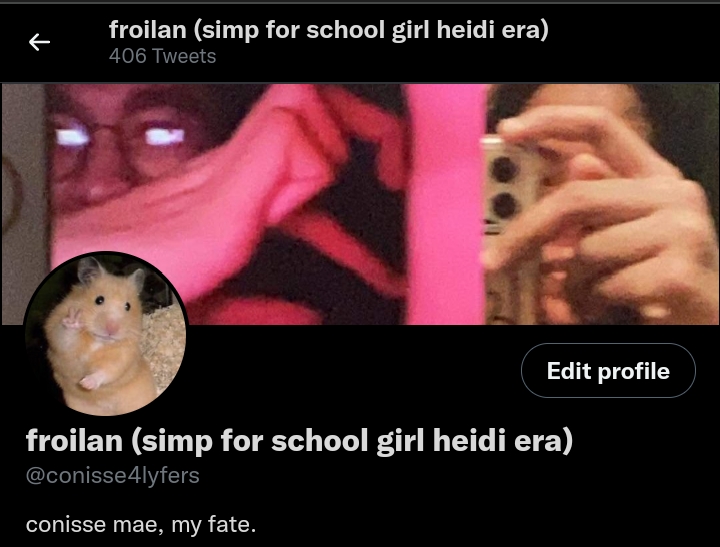 froilan (simp for school girl heidi era)
406 Tweets
Edit profile
froilan (simp for school girl heidi era)
@conisse4lyfers
conisse mae, my fate.